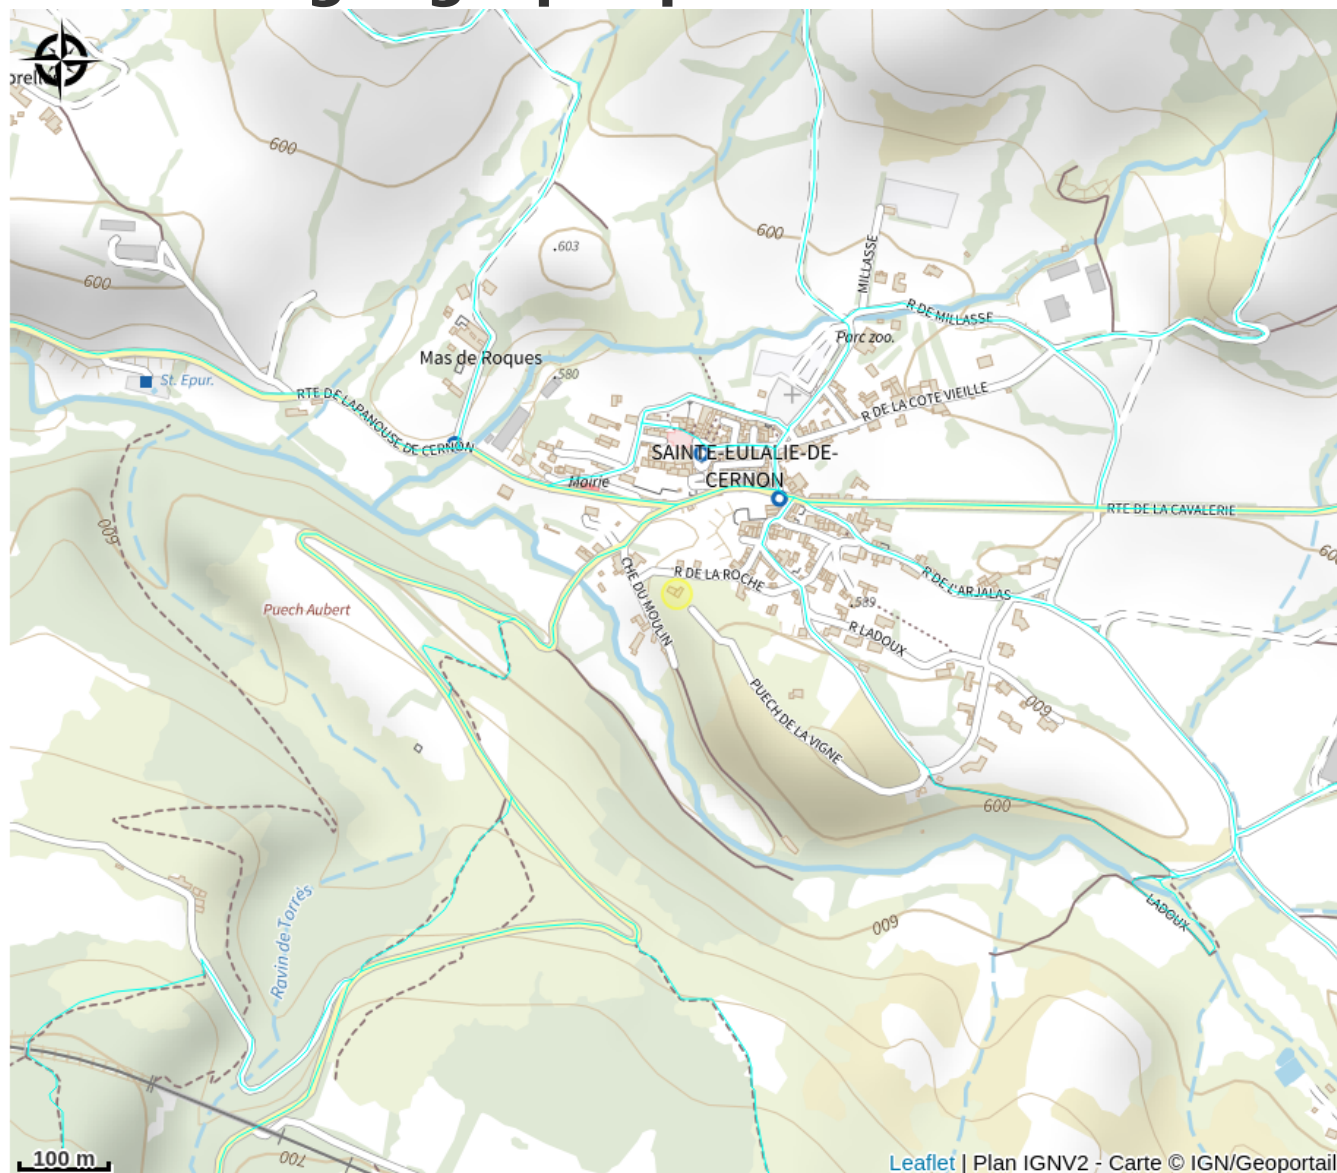 600
.603
600
600
MILLASSE
R DE MILLASSE
Parc zoo.
Mas de Roques
.580
St. Epur.
RTE DE LAPANOUSE DE CERNON
R DE LA COTE VIEILLE
SAINTE-EULALIE-DE-
CERNON
Mairie
RTE DE LA CAVALERIE
600
R DE LA ROCHE
CHE DU MOULIN
R DE L'ARJALAS
.589
Puech Aubert
R LADOUX
PUECH DE LA VIGNE
600
600
600
LADOUX
Ravin de Torrés
700
100 m
Leaflet | Plan IGNV2 - Carte © IGN/Geoportail